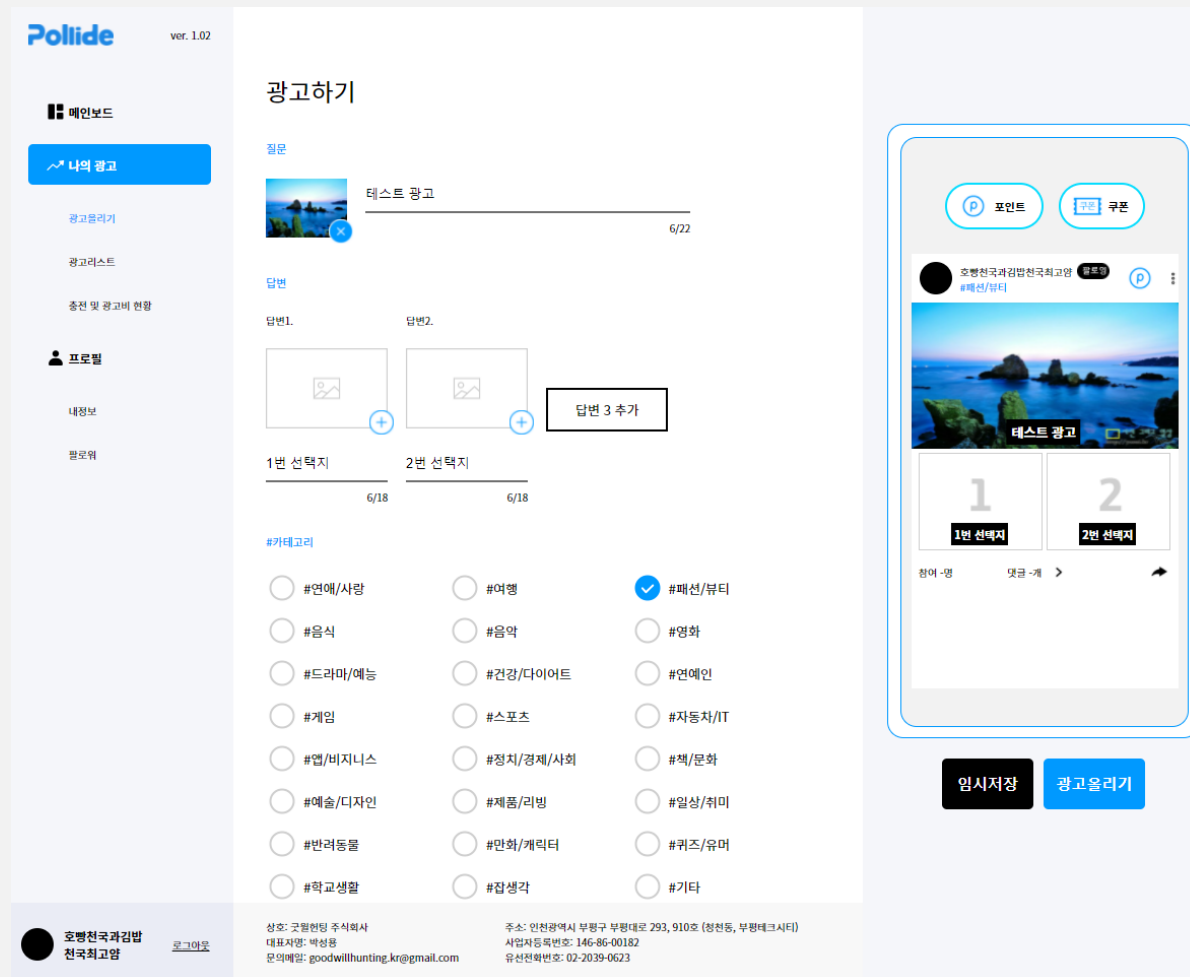 Pollide
ver. 1.02
메인보드
나의 광고
광고올리기
광고리스트
충전 및 광고비 현황
프로필
내정보
팔로워
호빵천국과김밥
천국최고얌
로그아웃
광고하기
질문
테스트 광고
6/22
답변
답변1.
답변2.
답변 3 추가
1번 선택지
2번 선택지
6/18
6/18
#카테고리
#연애/사랑
#여행
#패션/뷰티
#음식
#음악
#영화
#드라마/예능
#건강/다이어트
#연예인
#게임
#스포츠
#자동차/IT
#앱/비지니스
#정치/경제/사회
#책/문화
#예술/디자인
#제품/리빙
#일상/취미
#반려동물
#만화/캐릭터
#퀴즈/유머
#학교생활
#잡생각
#기타
상호: 굿윌헌팅 주식회사
대표자명: 박성용
문의메일: goodwillhunting.kr@gmail.com
주소: 인천광역시 부평구 부평대로 293, 910호 (청천동, 부평테크시티)
사업자등록번호: 146-86-00182
유선전화번호: 02-2039-0623
P 포인트
쿠폰 쿠폰
호빵천국과김밥천국최고얌 팔로잉 P
#패션/뷰티
테스트 광고
1
2
1번 선택지
2번 선택지
참여 -명
댓글 -개
임시저장
광고올리기